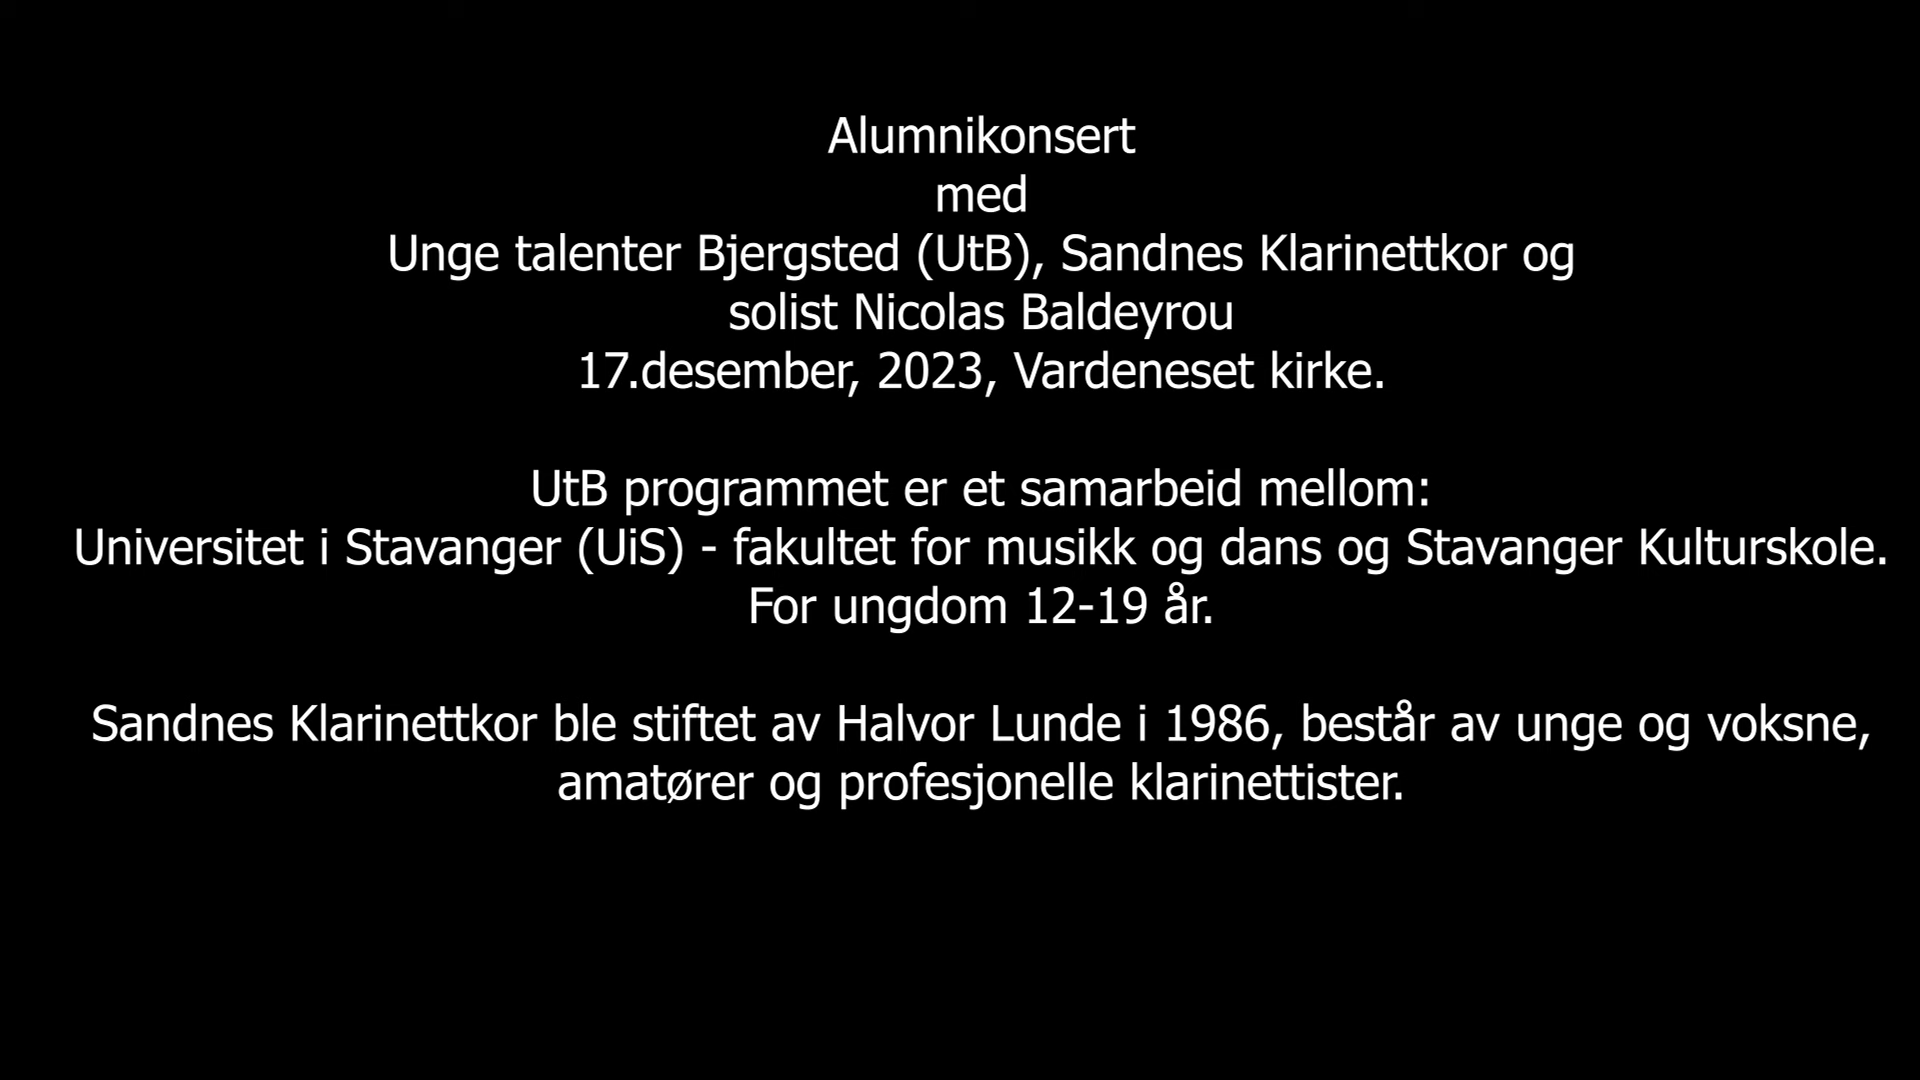 Alumnikonsert
med
Unge talenter Bjergsted (UtB), Sandnes Klarinettkor og
solist Nicolas Baldeyrou
17.desember, 2023, Vardeneset kirke.
UtB programmet er et samarbeid mellom:
Universitet i Stavanger (UiS) - fakultet for musikk og dans og Stavanger Kulturskole.
For ungdom 12-19 år.
Sandnes Klarinettkor ble stiftet av Halvor Lunde i 1986, består av unge og voksne,
amatører og profesjonelle klarinettister.